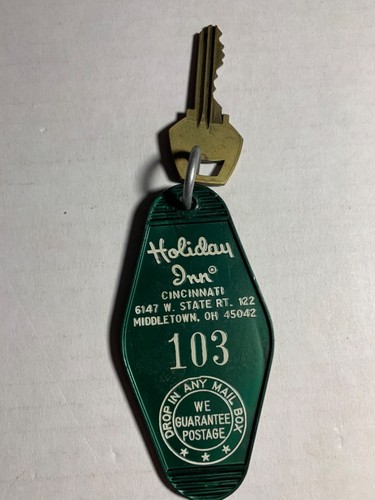 Holiday
Inn®
CINCINNATI
6147 W. STATE RT. 122
MIDDLETOWN, OH 45042
103
DROP IN ANY MAIL BOX
WE
GUARANTEE
POSTAGE